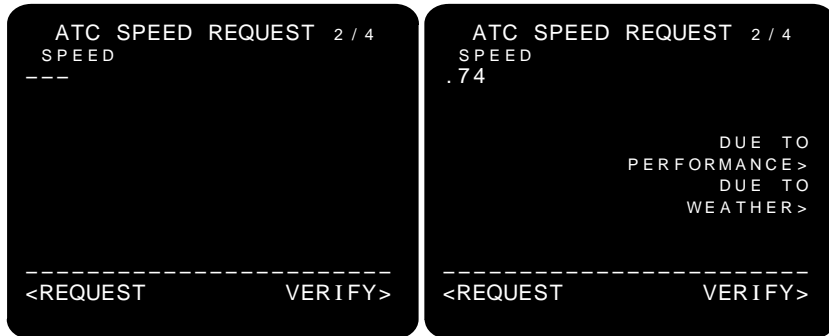 ATC SPEED REQUEST 2/4
SPEED
---
------------------------
<REQUEST VERIFY>
ATC SPEED REQUEST 2/4
SPEED
.74
DUE TO
PERFORMANCE>
DUE TO
WEATHER>
------------------------
<REQUEST VERIFY>